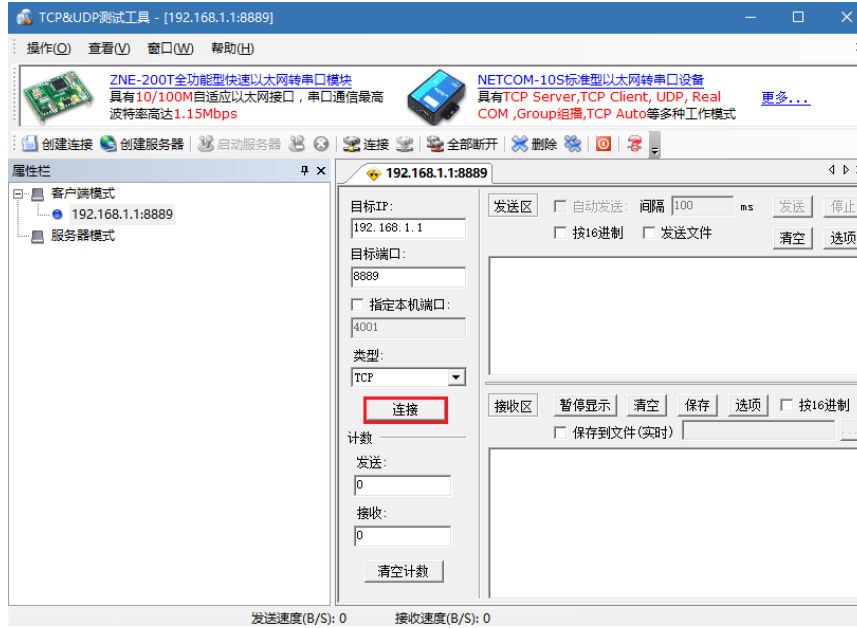 TCP&UDP测试工具 - [192.168.1.1:8889]
操作(O) 查看(V) 窗口(W) 帮助(H)
ZNE-200T全功能型快速以太网转串口模块
具有10/100M自适应以太网接口，串口通信最高
波特率高达1.15Mbps
NETCOM-10S标准型以太网转串口设备
具有TCP Server,TCP Client, UDP, Real
COM ,Group组播,TCP Auto等多种工作模式
更多...
创建连接 创建服务器 启动服务器 连接 全部断开 删除
属性栏
客户端模式
192.168.1.1:8889
服务器模式
192.168.1.1:8889
目标IP:
192.168.1.1
目标端口:
8889
指定本机端口:
4001
类型:
TCP
连接
计数
发送:
0
接收:
0
清空计数
发送区 自动发送: 间隔 100 ms 发送 停止
按16进制 发送文件 清空 选项
接收区 暂停显示 清空 保存 选项 按16进制
保存到文件(实时) ...
发送速度(B/S): 0 接收速度(B/S): 0